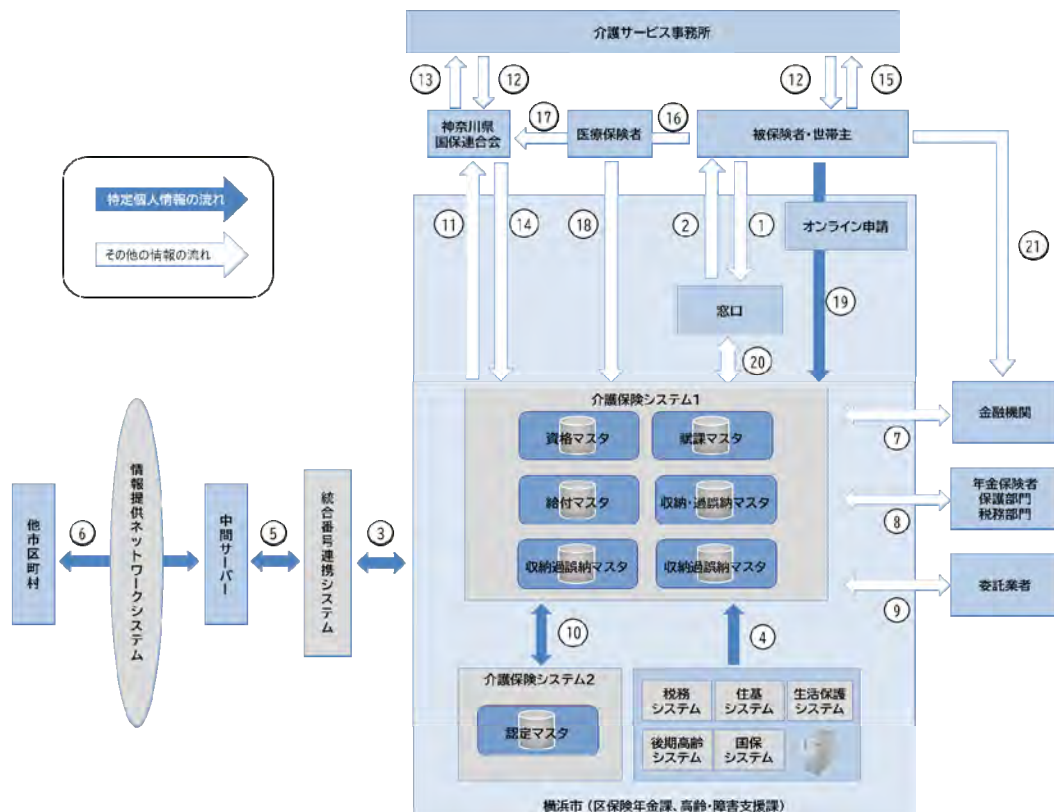 介護サービス事務所
13
12
12
15
神奈川県
国保連合会
17
医療保険者
16
被保険者・世帯主
特定個人情報の流れ
その他の情報の流れ
11
14
18
2
1
オンライン申請
21
窓口
19
20
介護保険システム1
資格マスタ
賦課マスタ
給付マスタ
収納・過誤納マスタ
収納過誤納マスタ
収納過誤納マスタ
金融機関
7
年金保険者
保護部門
税務部門
8
委託業者
9
他市区町村
6
情報提供ネットワークシステム
中間サーバー
5
統合番号連携システム
3
10
4
介護保険システム2
認定マスタ
税務
システム
住基
システム
生活保護
システム
後期高齢
システム
国保
システム
横浜市（区保険年金課、高齢・障害支援課）